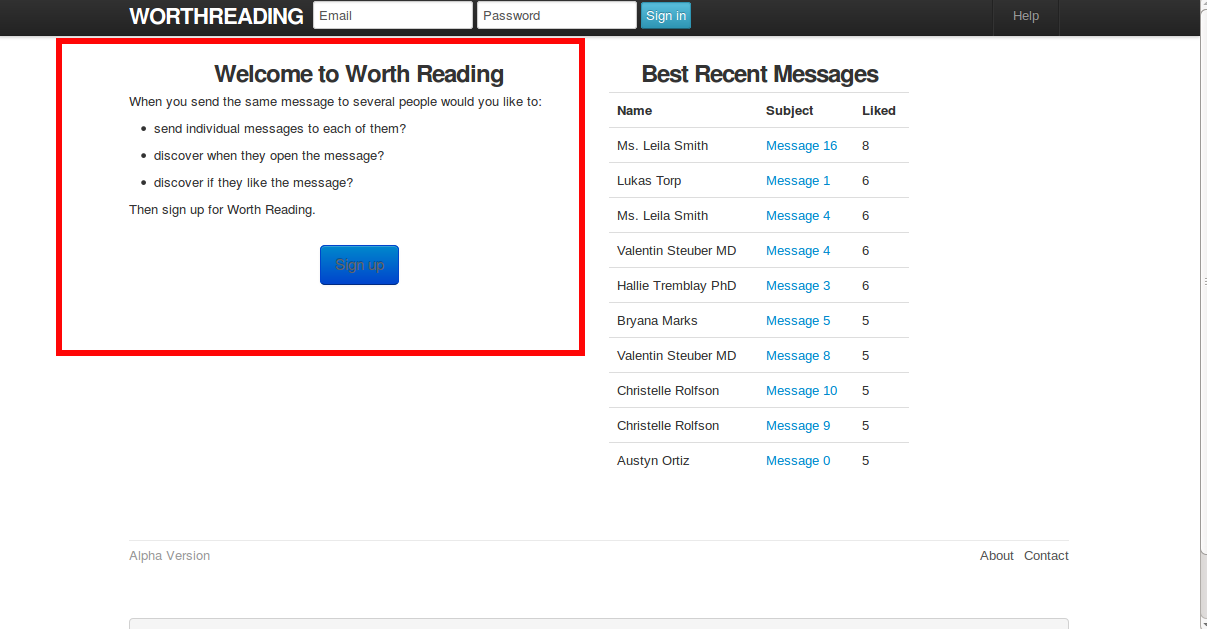 WORTHREADING Email Password Sign in Help
Welcome to Worth Reading
When you send the same message to several people would you like to:
send individual messages to each of them?
discover when they open the message?
discover if they like the message?
Then sign up for Worth Reading.
Sign up
Best Recent Messages
Name Subject Liked
Ms. Leila Smith Message 16 8
Lukas Torp Message 1 6
Ms. Leila Smith Message 4 6
Valentin Steuber MD Message 4 6
Hallie Tremblay PhD Message 3 6
Bryana Marks Message 5 5
Valentin Steuber MD Message 8 5
Christelle Rolfson Message 10 5
Christelle Rolfson Message 9 5
Austyn Ortiz Message 0 5
Alpha Version About Contact